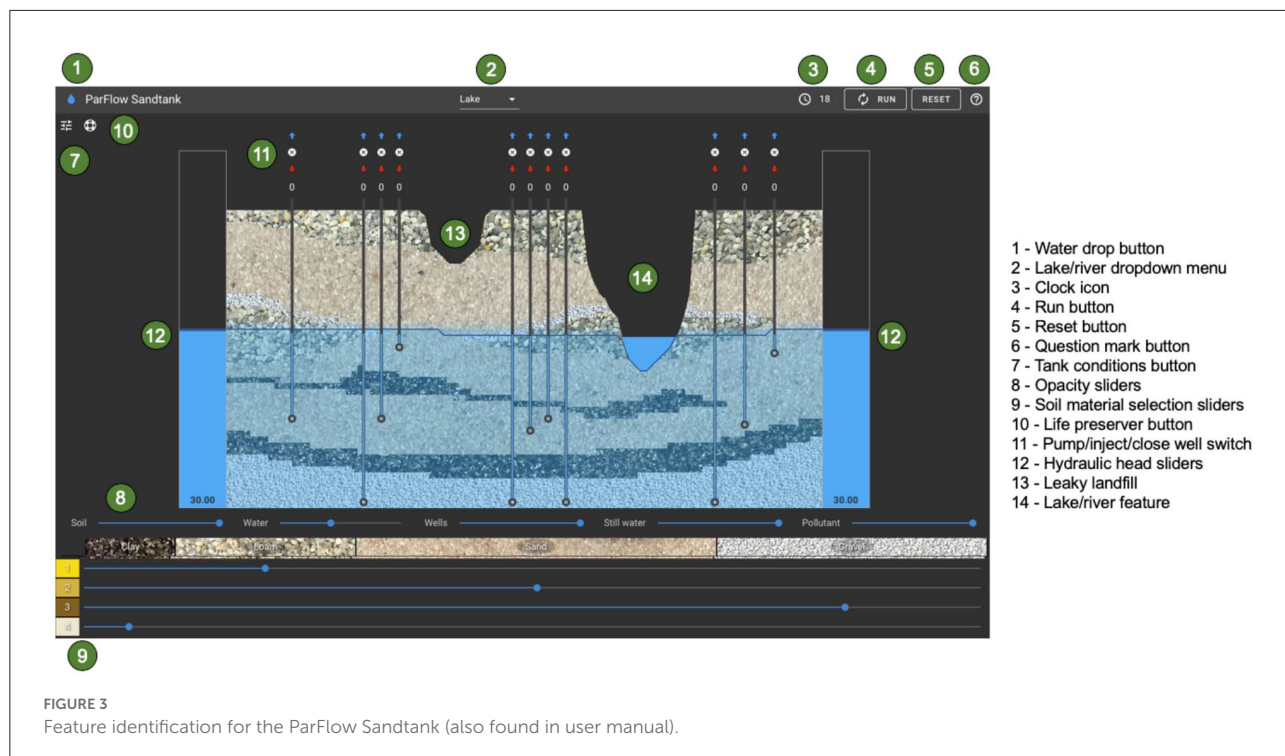 1
2
3
4
5
6
ParFlow Sandtank
Lake
18
RUN
RESET
10
7
11
0 0 0 0 0 0 0 0 0 0 0
13
14
12
12
30.00
30.00
8
Soil
Water
Wells
Still water
Pollutant
Clay
Loam
Sand
Gravel
1
2
3
4
9
1 - Water drop button
2 - Lake/river dropdown menu
3 - Clock icon
4 - Run button
5 - Reset button
6 - Question mark button
7 - Tank conditions button
8 - Opacity sliders
9 - Soil material selection sliders
10 - Life preserver button
11 - Pump/inject/close well switch
12 - Hydraulic head sliders
13 - Leaky landfill
14 - Lake/river feature
FIGURE 3
Feature identification for the ParFlow Sandtank (also found in user manual).